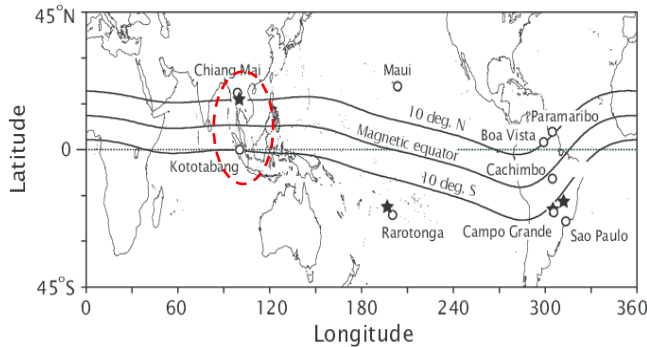 45°N
Chiang Mai
Maui
10 deg. N
Paramaribo
Boa Vista
Magnetic equator
Latitude
0
Kototabang
Cachimbo
10 deg. S
Rarotonga
Campo Grande
Sao Paulo
45°S
0 60 120 180 240 300 360
Longitude